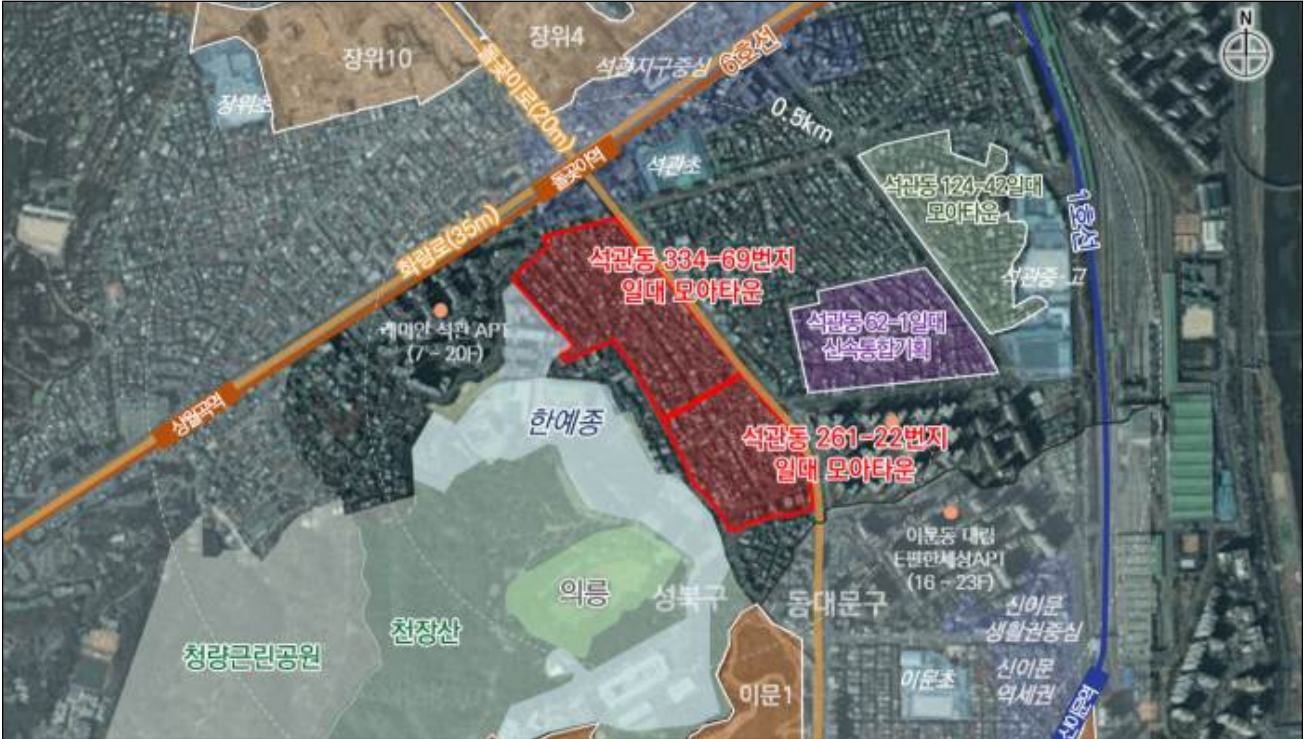 장위10
장위4
석관지구중심
6호선
N
장위초
돌곶이로(20m)
0.5km
돌곶이역
석관초
석관동 124-42일대
모아타운
1호선
화랑로(35m)
석관동 334-69번지
일대 모아타운
석관중·고
래미안 석관 APT
(7~20F)
석관동 62-1일대
신속통합기획
상월곡역
한예종
석관동 261-22번지
일대 모아타운
이문동 대림
E편한세상APT
(16~23F)
의릉
성북구
동대문구
신이문
생활권중심
천장산
청량근린공원
이문1
이문초
신이문
역세권
신이문역